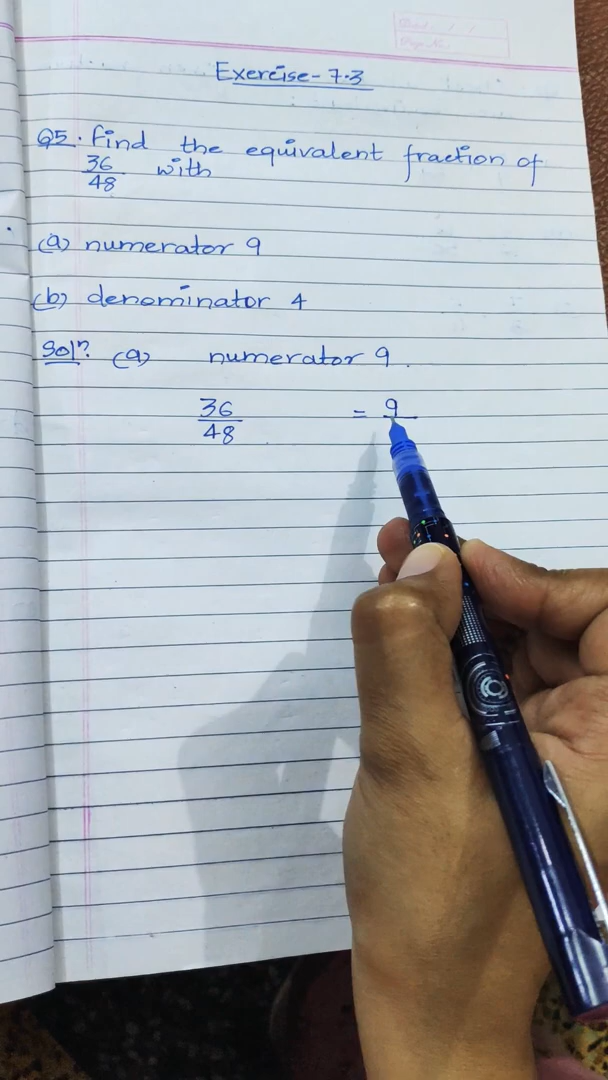 Exercise-7.3
Q5. find the equivalent fraction of
36/48 with
(a) numerator 9
(b) denominator 4
Solⁿ. (a) numerator 9.
36/48 = 9/